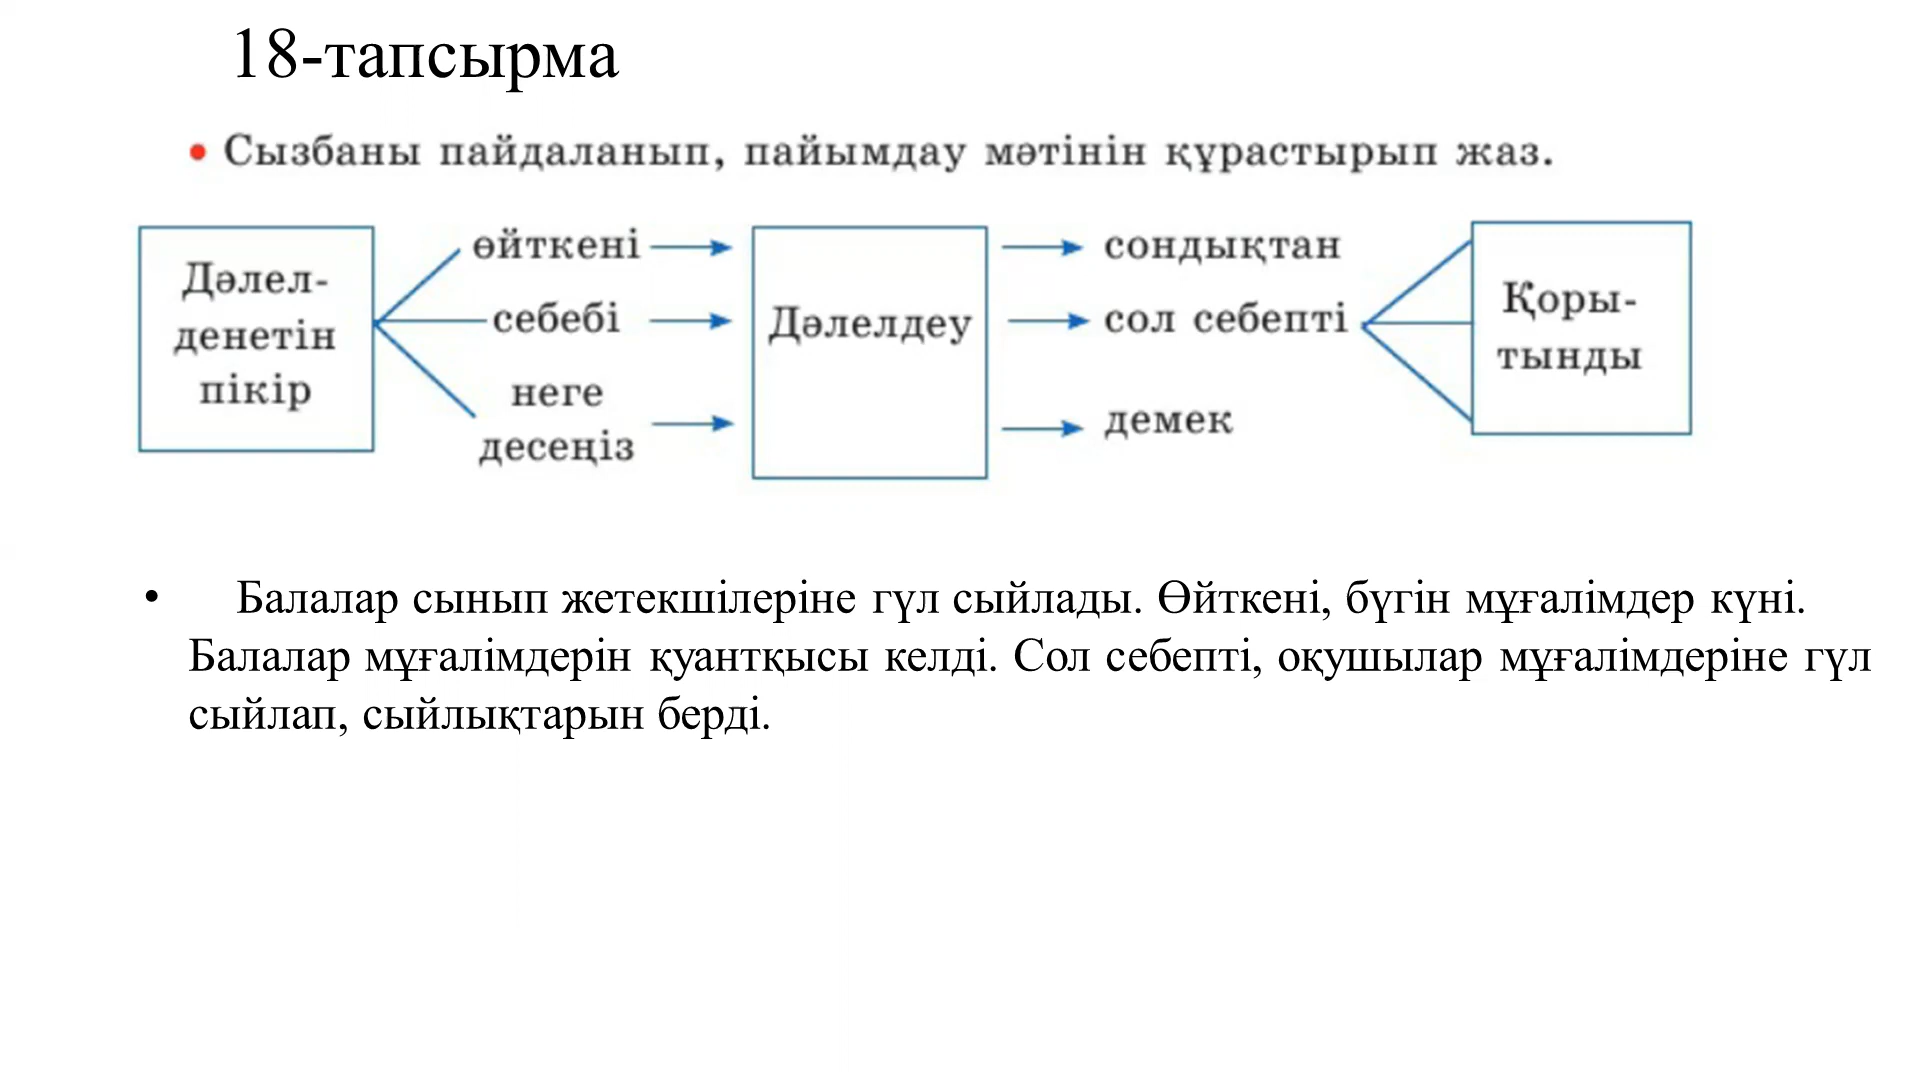 18-тапсырма
• Сызбаны пайдаланып, пайымдау мәтінін құрастырып жаз.
Дәлел-
денетін
пікір
өйткені
себебі
неге
десеңіз
Дәлелдеу
сондықтан
сол себепті
демек
Қоры-
тынды
• Балалар сынып жетекшілеріне гүл сыйлады. Өйткені, бүгін мұғалімдер күні.
Балалар мұғалімдерін қуантқысы келді. Сол себепті, оқушылар мұғалімдеріне гүл
сыйлап, сыйлықтарын берді.